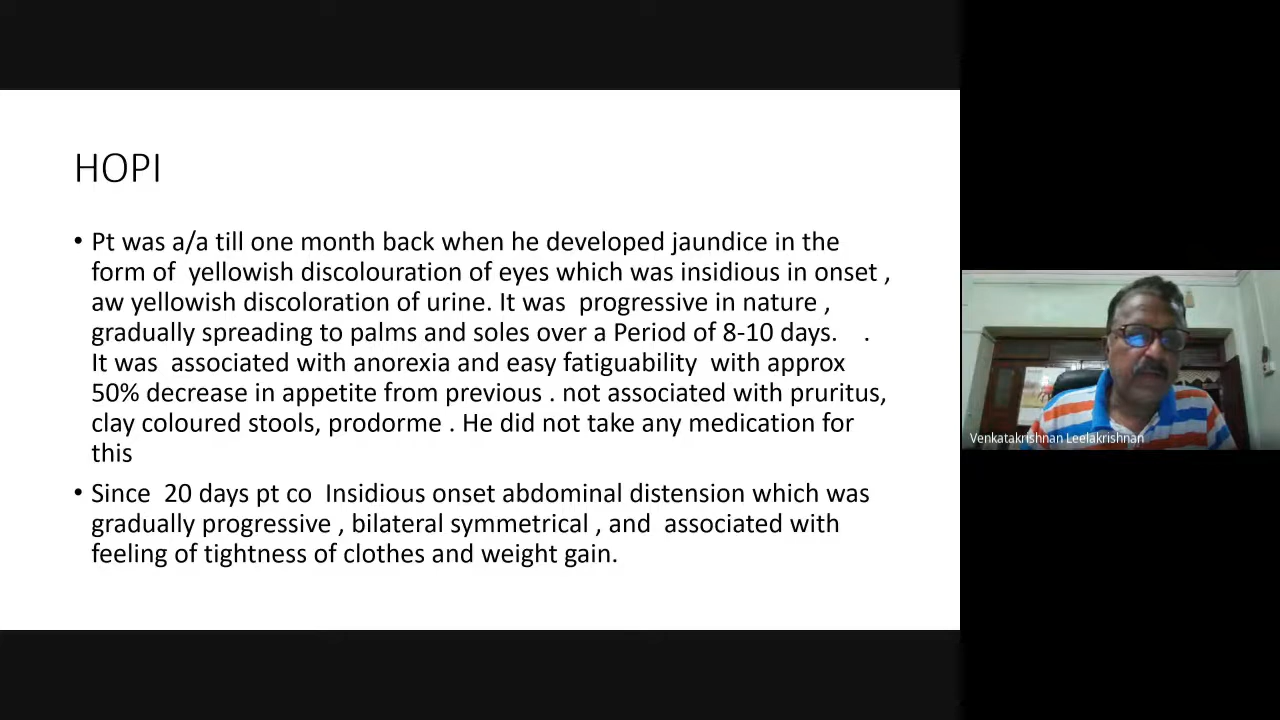 HOPI
• Pt was a/a till one month back when he developed jaundice in the
form of yellowish discolouration of eyes which was insidious in onset ,
aw yellowish discoloration of urine. It was progressive in nature ,
gradually spreading to palms and soles over a Period of 8-10 days. .
It was associated with anorexia and easy fatiguability with approx
50% decrease in appetite from previous . not associated with pruritus,
clay coloured stools, prodorme . He did not take any medication for
this
• Since 20 days pt co Insidious onset abdominal distension which was
gradually progressive , bilateral symmetrical , and associated with
feeling of tightness of clothes and weight gain.
Venkatakrishnan Leelakrishnan